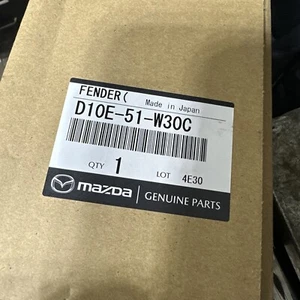 FENDER( Made in Japan
D10E-51-W30C
QTY 1 LOT 4E30
mazda GENUINE PARTS